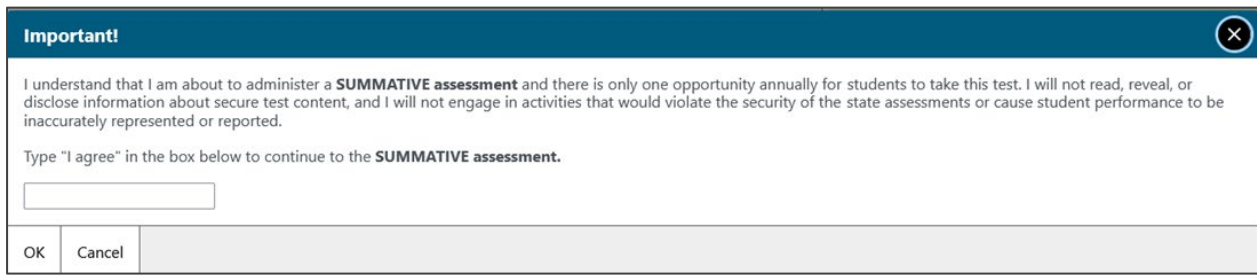 Important!
I understand that I am about to administer a SUMMATIVE assessment and there is only one opportunity annually for students to take this test. I will not read, reveal, or
disclose information about secure test content, and I will not engage in activities that would violate the security of the state assessments or cause student performance to be
inaccurately represented or reported.
Type "I agree" in the box below to continue to the SUMMATIVE assessment.
OK Cancel